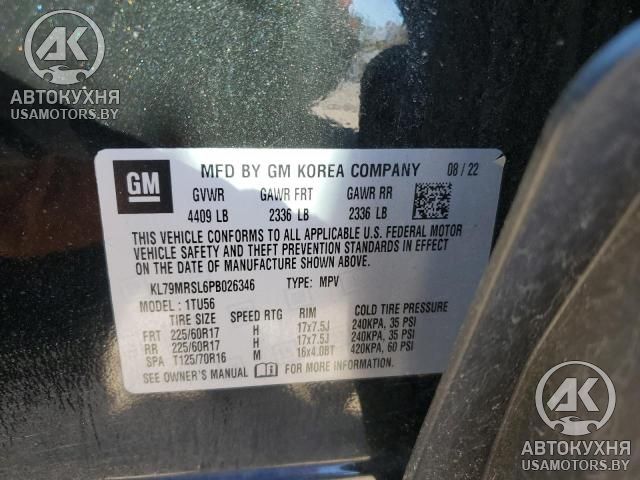 AK
АВТОКУХНЯ
USAMOTORS.BY
GM
MFD BY GM KOREA COMPANY 08/22
GVWR GAWR FRT GAWR RR
4409 LB 2336 LB 2336 LB
THIS VEHICLE CONFORMS TO ALL APPLICABLE U.S. FEDERAL MOTOR
VEHICLE SAFETY AND THEFT PREVENTION STANDARDS IN EFFECT
ON THE DATE OF MANUFACTURE SHOWN ABOVE.
KL79MRSL6PB026346 TYPE: MPV
MODEL: 1TU56
TIRE SIZE SPEED RTG RIM COLD TIRE PRESSURE
FRT 225/60R17 H 17x7.5J 240KPA, 35 PSI
RR 225/60R17 H 17x7.5J 240KPA, 35 PSI
SPA T125/70R16 M 16x4.0BT 420KPA, 60 PSI
SEE OWNER'S MANUAL FOR MORE INFORMATION
AK
АВТОКУХНЯ
USAMOTORS.BY